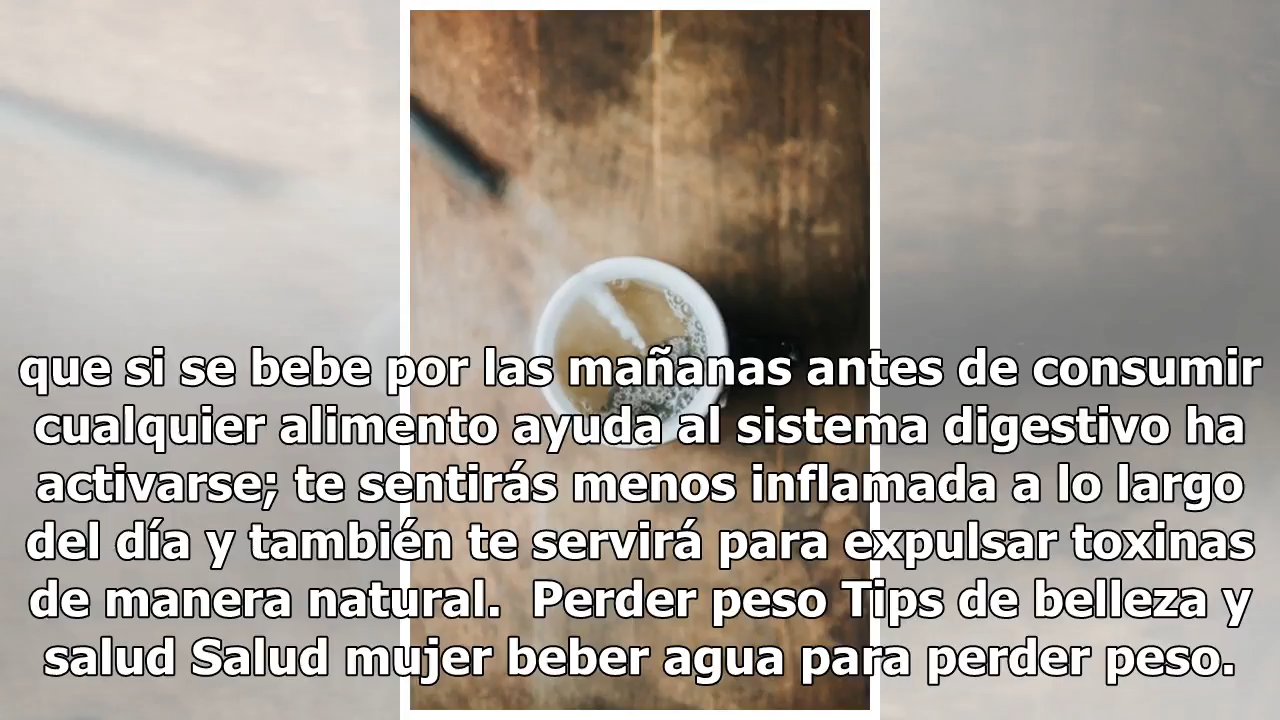 que si se bebe por las mañanas antes de consumir
cualquier alimento ayuda al sistema digestivo ha
activarse; te sentirás menos inflamada a lo largo
del día y también te servirá para expulsar toxinas
de manera natural.  Perder peso Tips de belleza y
salud Salud mujer beber agua para perder peso.